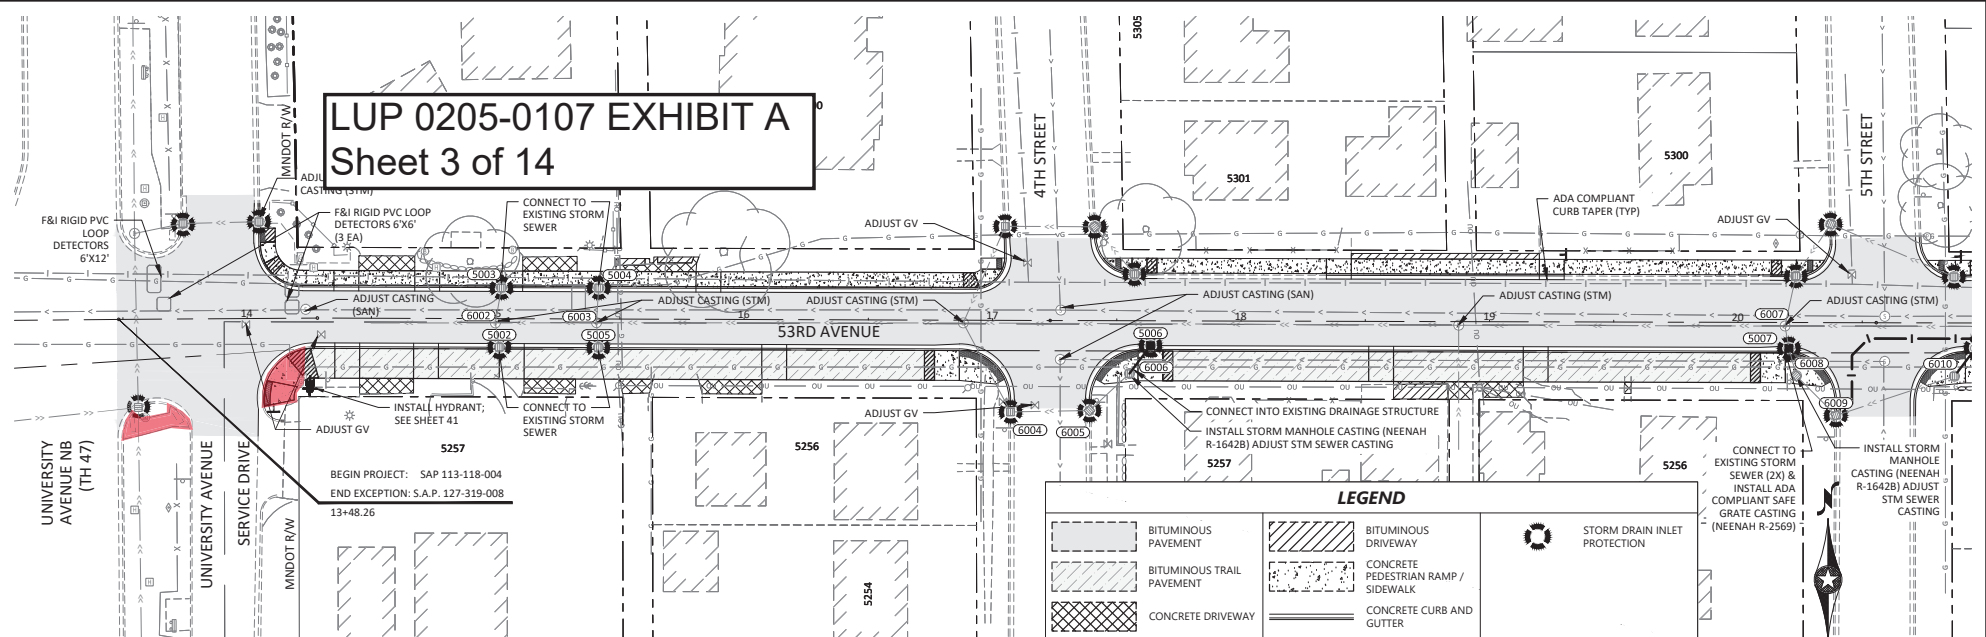 LUP 0205-0107 EXHIBIT A
Sheet 3 of 14
MNDOT R/W
CASTING (STM)
F&I RIGID PVC
LOOP
DETECTORS
6'X12'
F&I RIGID PVC LOOP
DETECTORS 6'X6'
(3 EA)
CONNECT TO
EXISTING STORM
SEWER
5003
5004
ADJUST CASTING
(SAN)
ADJUST CASTING (STM)
ADJUST CASTING (STM)
ADJUST GV
4TH STREET
5305
5301
5300
ADA COMPLIANT
CURB TAPER (TYP)
ADJUST GV
5TH STREET
ADJUST CASTING (SAN)
ADJUST CASTING (STM)
ADJUST CASTING (STM)
14
6002
6003
16
17
18
19
20
6007
53RD AVENUE
5002
5005
5006
6006
5007
6008
6010
6009
INSTALL HYDRANT;
SEE SHEET 41
ADJUST GV
CONNECT TO
EXISTING STORM
SEWER
ADJUST GV
6004
6005
CONNECT INTO EXISTING DRAINAGE STRUCTURE
INSTALL STORM MANHOLE CASTING (NEENAH
R-1642B) ADJUST STM SEWER CASTING
5257
5256
5257
5256
5254
CONNECT TO
EXISTING STORM
SEWER (2X) &
INSTALL ADA
COMPLIANT SAFE
GRATE CASTING
(NEENAH R-2569)
INSTALL STORM
MANHOLE
CASTING (NEENAH
R-1642B) ADJUST
STM SEWER
CASTING
UNIVERSITY
AVENUE NB
(TH 47)
UNIVERSITY AVENUE
SERVICE DRIVE
MNDOT R/W
BEGIN PROJECT: SAP 113-118-004
END EXCEPTION: S.A.P. 127-319-008
13+48.26
LEGEND
BITUMINOUS
PAVEMENT
BITUMINOUS TRAIL
PAVEMENT
CONCRETE DRIVEWAY
BITUMINOUS
DRIVEWAY
CONCRETE
PEDESTRIAN RAMP /
SIDEWALK
CONCRETE CURB AND
GUTTER
STORM DRAIN INLET
PROTECTION